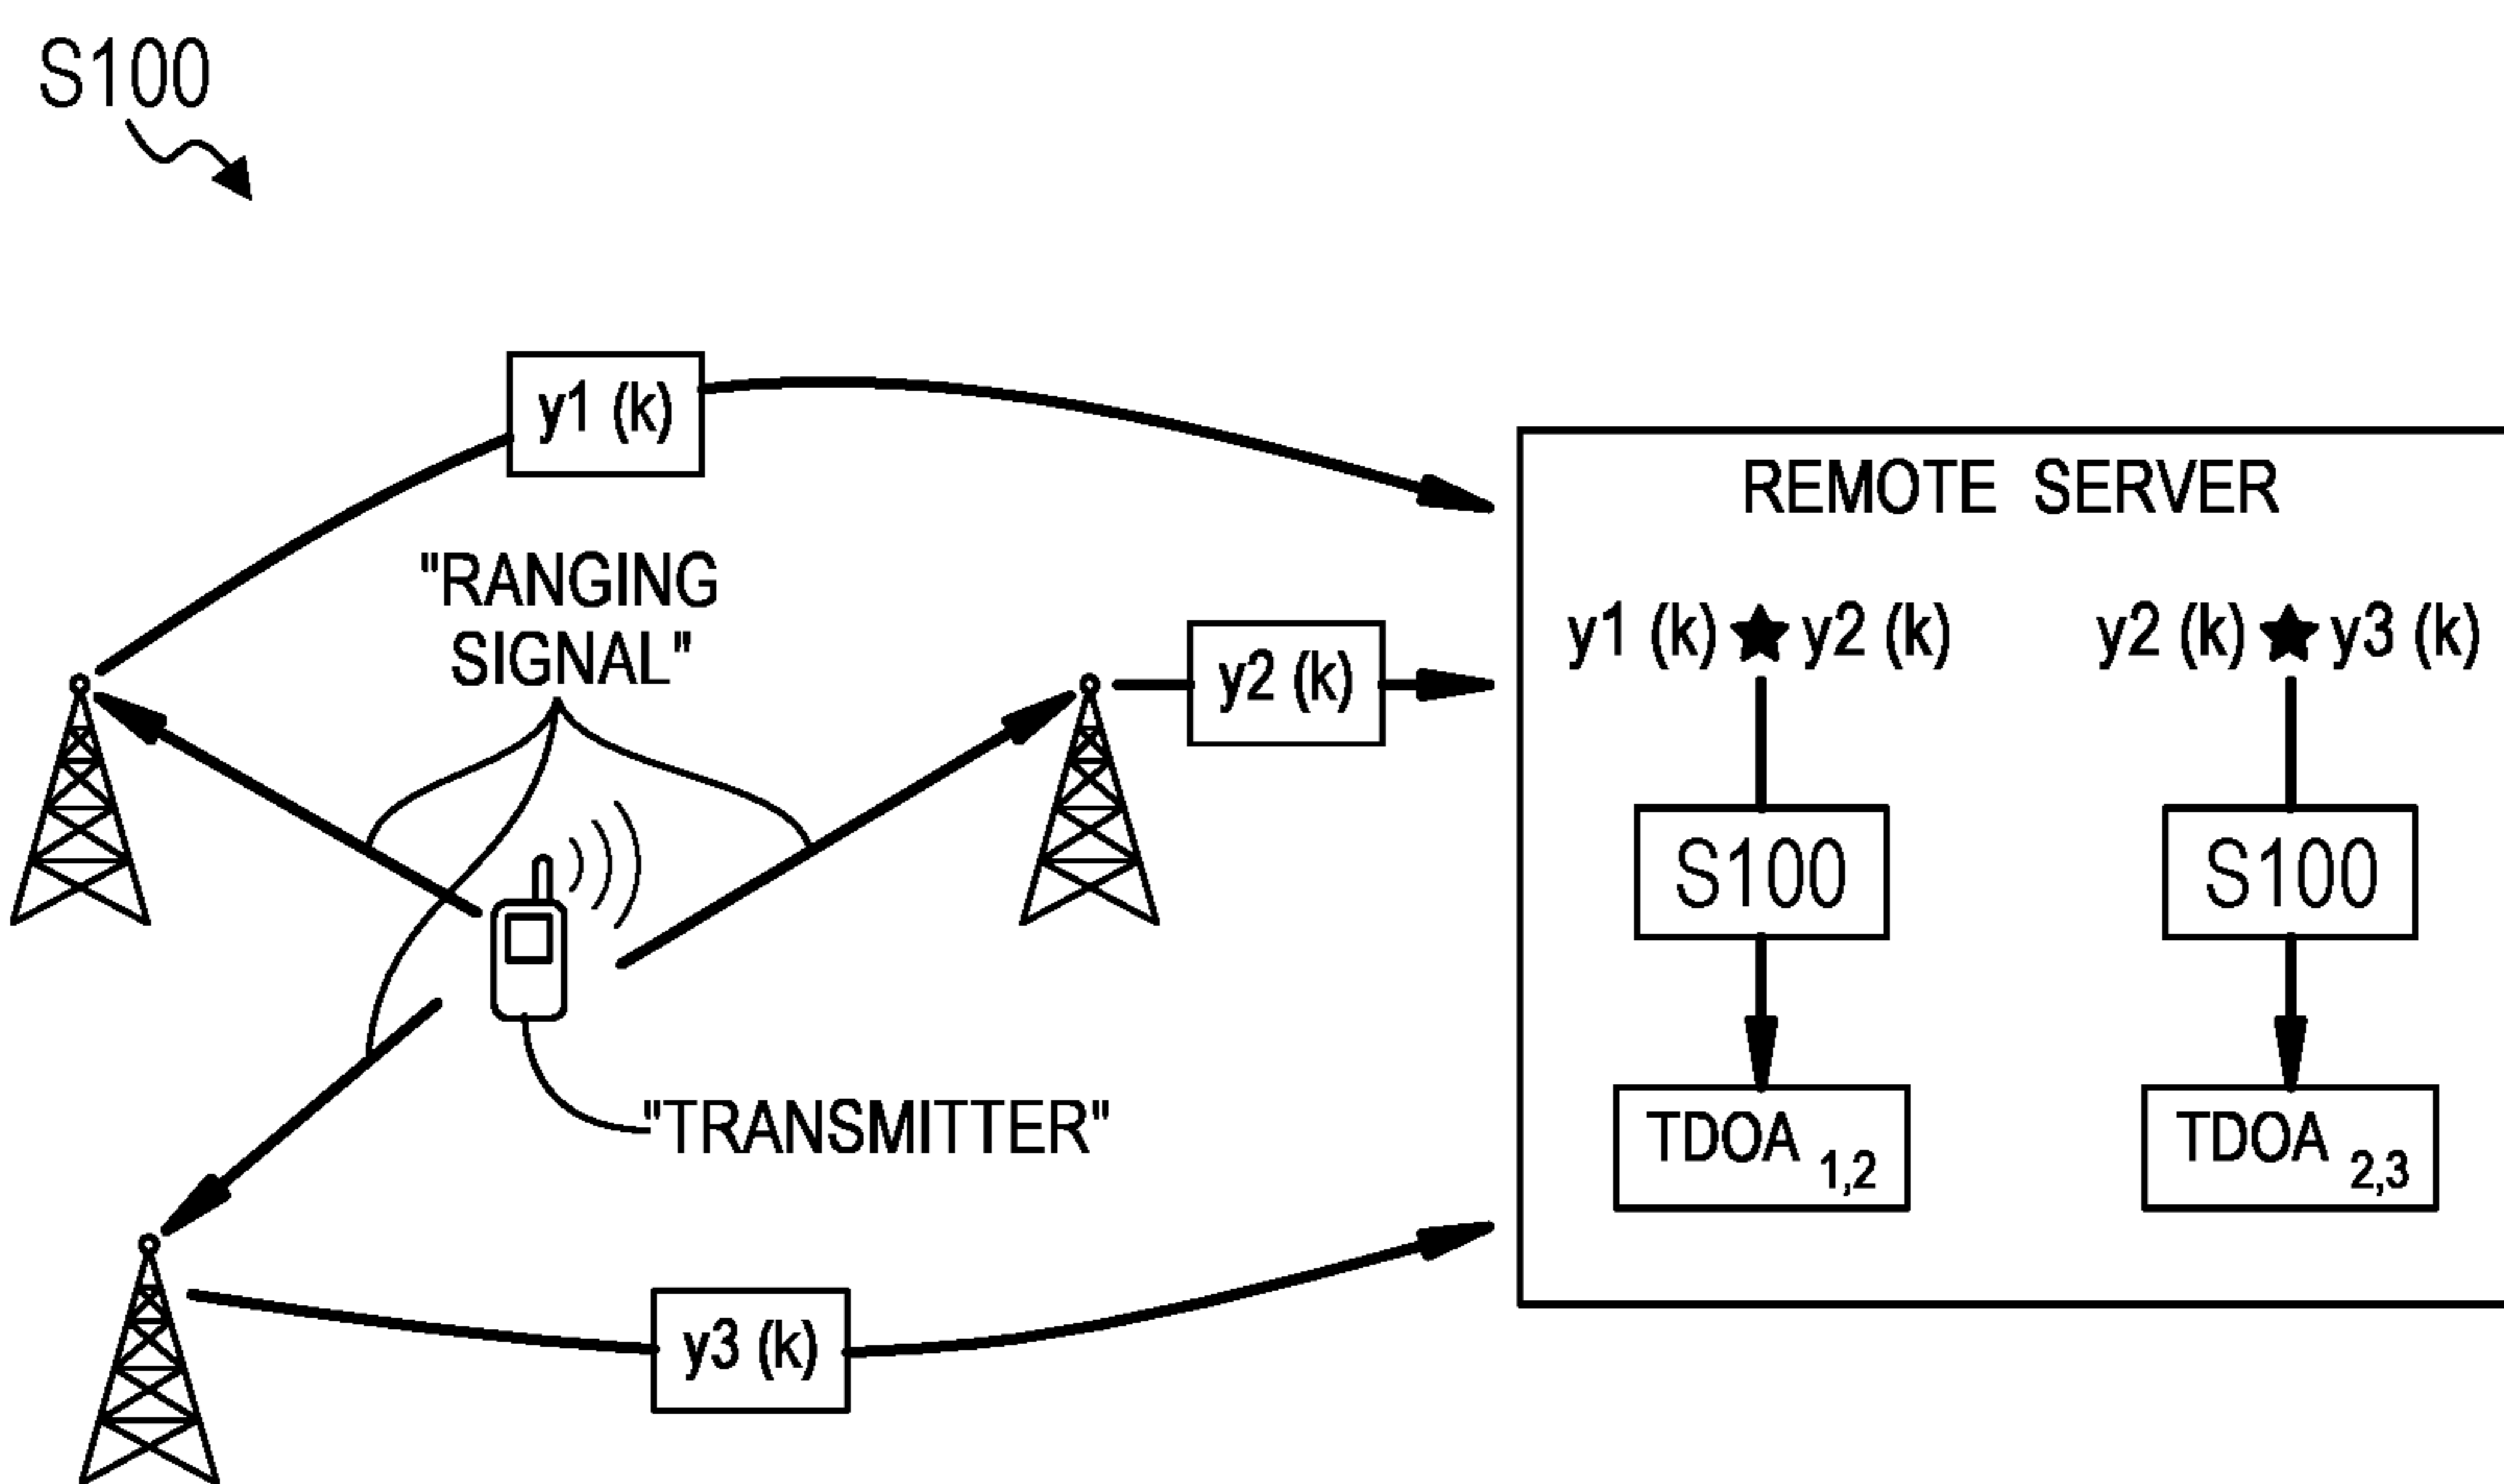 S100
y1 (k)
"RANGING
SIGNAL"
y2 (k)
"TRANSMITTER"
y3 (k)
REMOTE SERVER
y1 (k) ★ y2 (k)
y2 (k) ★ y3 (k)
S100
S100
TDOA 1,2
TDOA 2,3